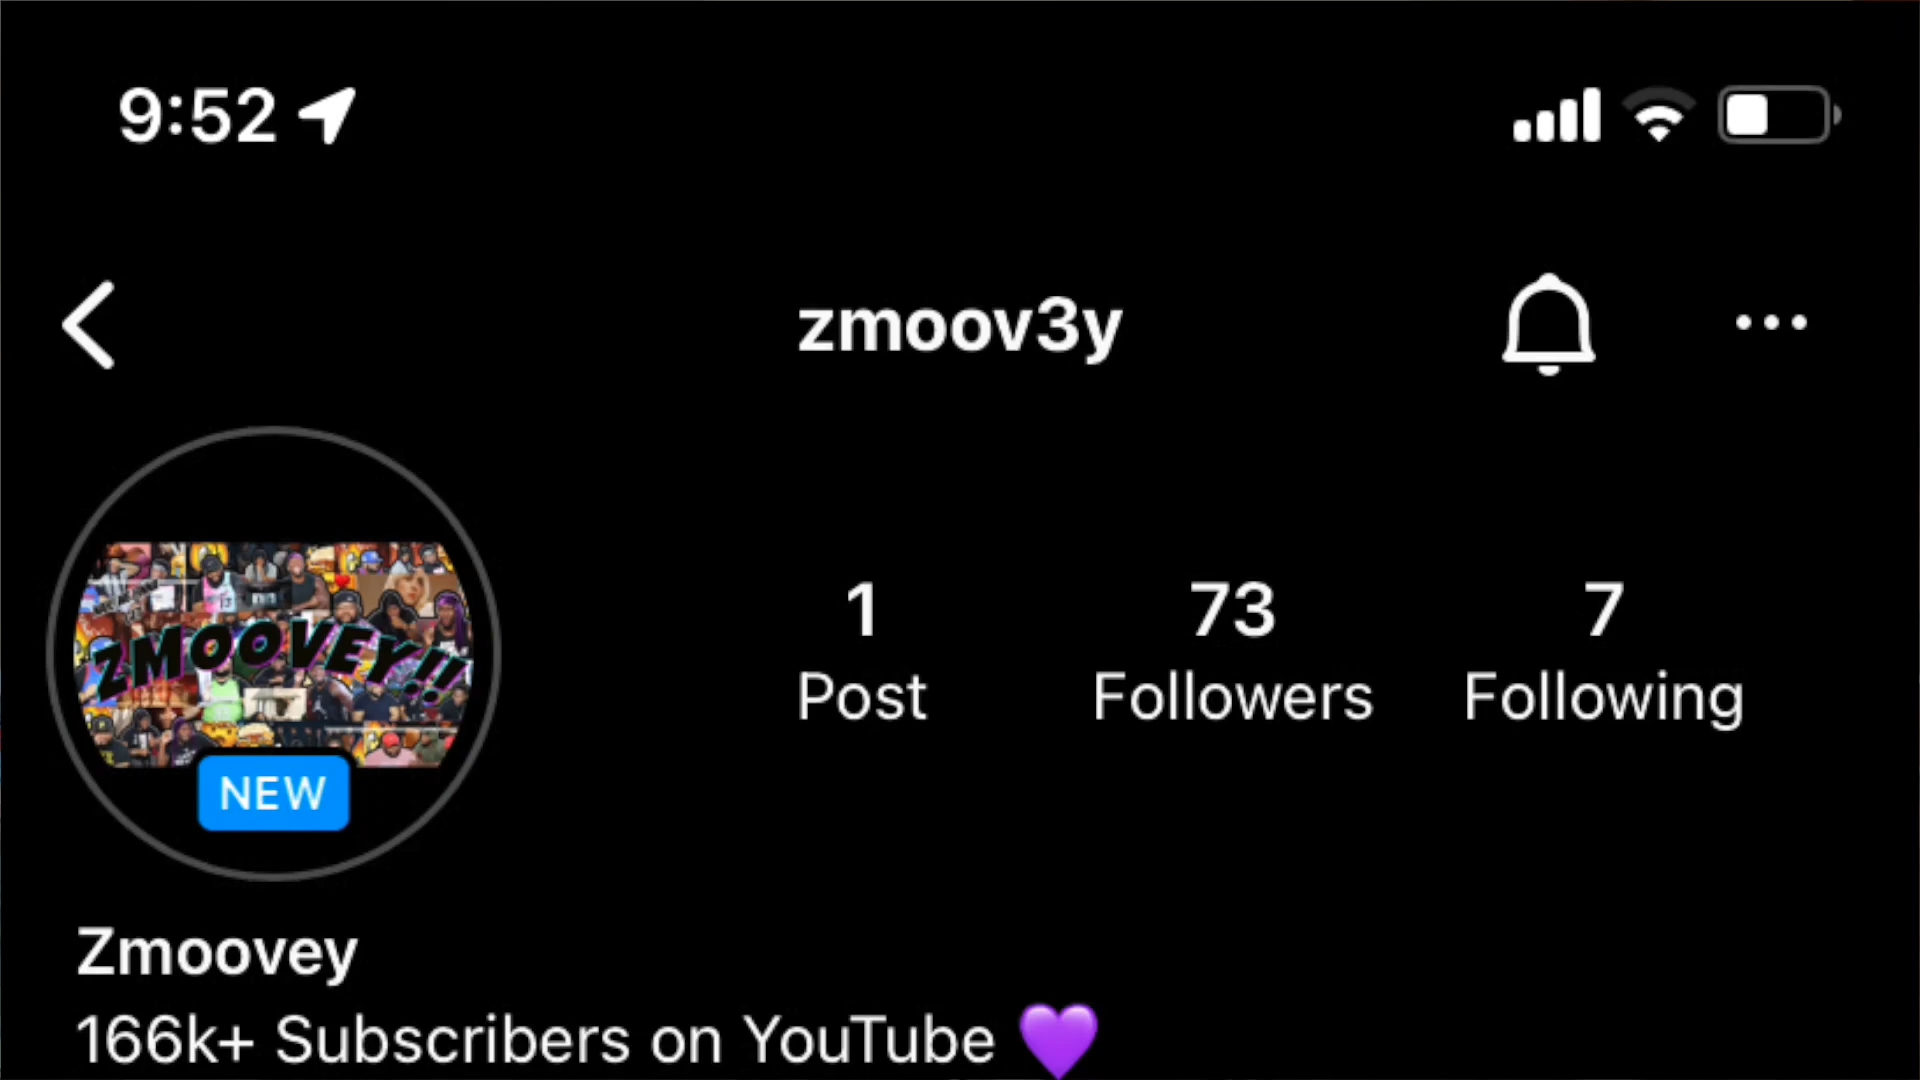 9:52
zmoov3y
ZMOOVEY!!
NEW
1 73 7
Post Followers Following
Zmoovey
166k+ Subscribers on YouTube 💜